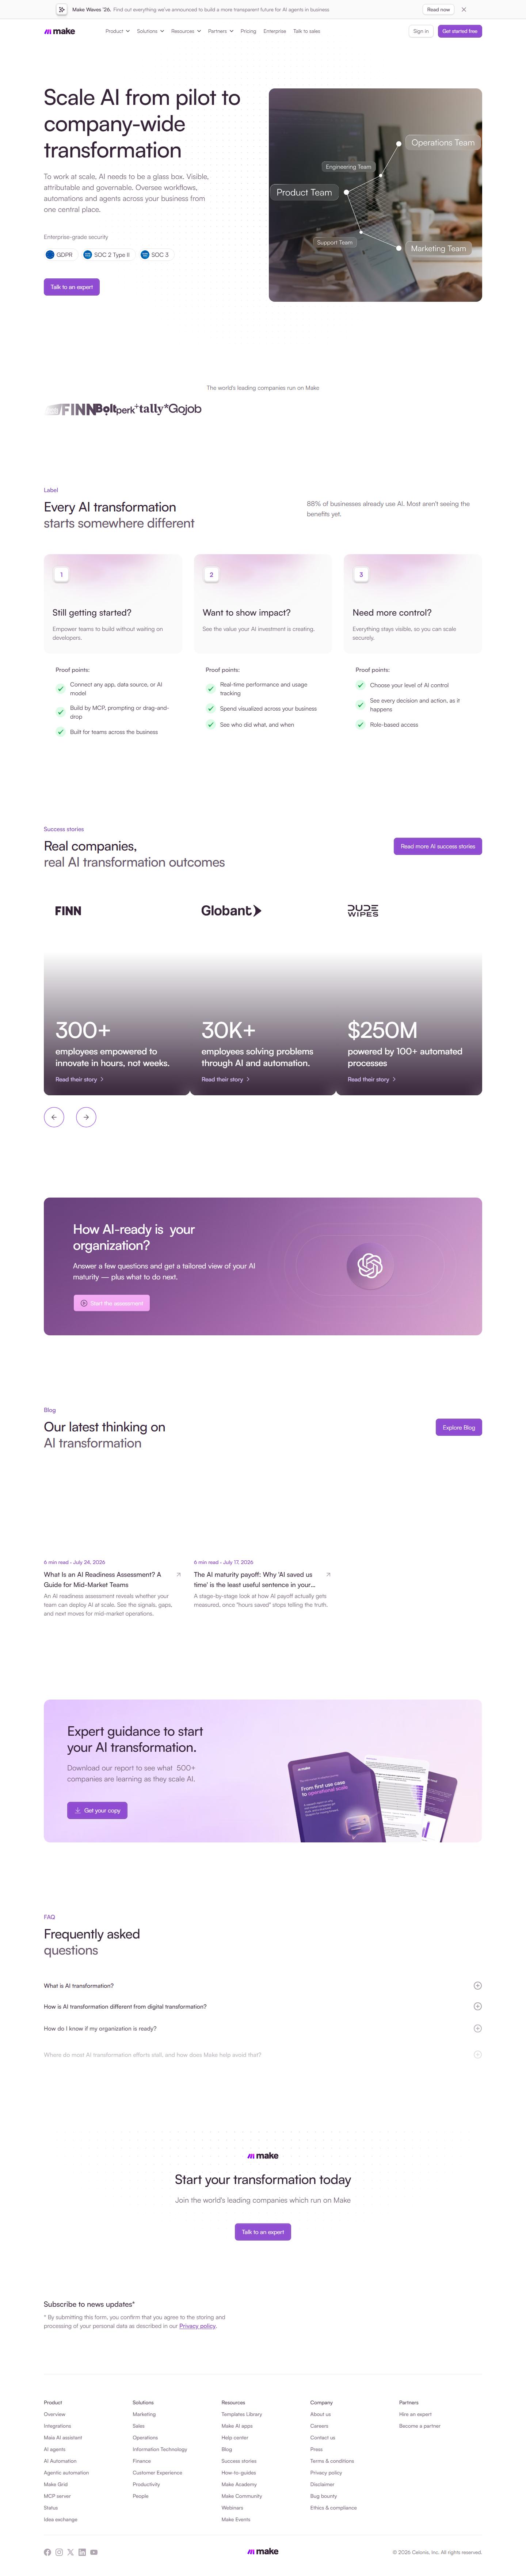 Make Waves '26. Find out everything we've announced to build a more transparent future for AI agents in business
Read now
make
Product
Solutions
Resources
Partners
Pricing
Enterprise
Talk to sales
Sign in
Get started free
Scale AI from pilot to
company-wide
transformation
To work at scale, AI needs to be a glass box. Visible,
attributable and governable. Oversee workflows,
automations and agents across your business from
one central place.
Enterprise-grade security
GDPR
SOC 2 Type II
SOC 3
Talk to an expert
Operations Team
Engineering Team
Product Team
Support Team
Marketing Team
The world's leading companies run on Make
FINN
Bolt
perk
tally*
Gojob
Label
Every AI transformation
starts somewhere different
88% of businesses already use AI. Most aren't seeing the
benefits yet.
1
Still getting started?
Empower teams to build without waiting on
developers.
Proof points:
Connect any app, data source, or AI
model
Build by MCP, prompting or drag-and-
drop
Built for teams across the business
2
Want to show impact?
See the value your AI investment is creating.
Proof points:
Real-time performance and usage
tracking
Spend visualized across your business
See who did what, and when
3
Need more control?
Everything stays visible, so you can scale
securely.
Proof points:
Choose your level of AI control
See every decision and action, as it
happens
Role-based access
Success stories
Real companies,
real AI transformation outcomes
Read more AI success stories
FINN
300+
employees empowered to
innovate in hours, not weeks.
Read their story
Globant
30K+
employees solving problems
through AI and automation.
Read their story
DUDE
WIPES
$250M
powered by 100+ automated
processes
Read their story
How AI-ready is your
organization?
Answer a few questions and get a tailored view of your AI
maturity — plus what to do next.
Start the assessment
Blog
Our latest thinking on
AI transformation
Explore Blog
6 min read · July 24, 2026
What Is an AI Readiness Assessment? A
Guide for Mid-Market Teams
An AI readiness assessment reveals whether your
team can deploy AI at scale. See the signals, gaps,
and next moves for mid-market operations.
6 min read · July 17, 2026
The AI maturity payoff: Why 'AI saved us
time' is the least useful sentence in your...
A stage-by-stage look at how AI payoff actually gets
measured, once "hours saved" stops telling the truth.
Expert guidance to start
your AI transformation.
Download our report to see what 500+
companies are learning as they scale AI.
Get your copy
From first use case
to operational scale
FAQ
Frequently asked
questions
What is AI transformation?
How is AI transformation different from digital transformation?
How do I know if my organization is ready?
Where do most AI transformation efforts stall, and how does Make help avoid that?
make
Start your transformation today
Join the world's leading companies which run on Make
Talk to an expert
Subscribe to news updates*
* By submitting this form, you confirm that you agree to the storing and
processing of your personal data as described in our Privacy policy.
Product
Overview
Integrations
Maia AI assistant
AI agents
AI Automation
Agentic automation
Make Grid
MCP server
Status
Idea exchange
Solutions
Marketing
Sales
Operations
Information Technology
Finance
Customer Experience
Productivity
People
Resources
Templates Library
Make AI apps
Help center
Blog
Success stories
How-to-guides
Make Academy
Make Community
Webinars
Make Events
Company
About us
Careers
Contact us
Press
Terms & conditions
Privacy policy
Disclaimer
Bug bounty
Ethics & compliance
Partners
Hire an expert
Become a partner
make
© 2026 Celonis, Inc. All rights reserved.